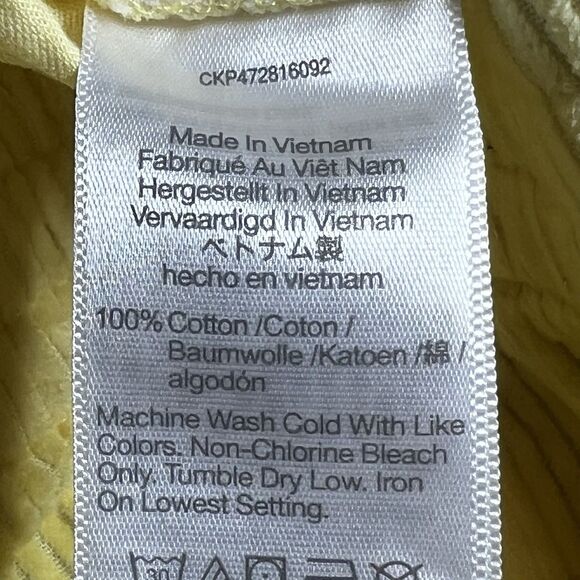 CKP472816092
Made In Vietnam
Fabriqué Au Viêt Nam
Hergestellt In Vietnam
Vervaardigd In Vietnam
ベトナム製
hecho en vietnam
100% Cotton /Coton /
Baumwolle /Katoen /綿 /
algodón
Machine Wash Cold With Like
Colors. Non-Chlorine Bleach
Only. Tumble Dry Low. Iron
On Lowest Setting.
30